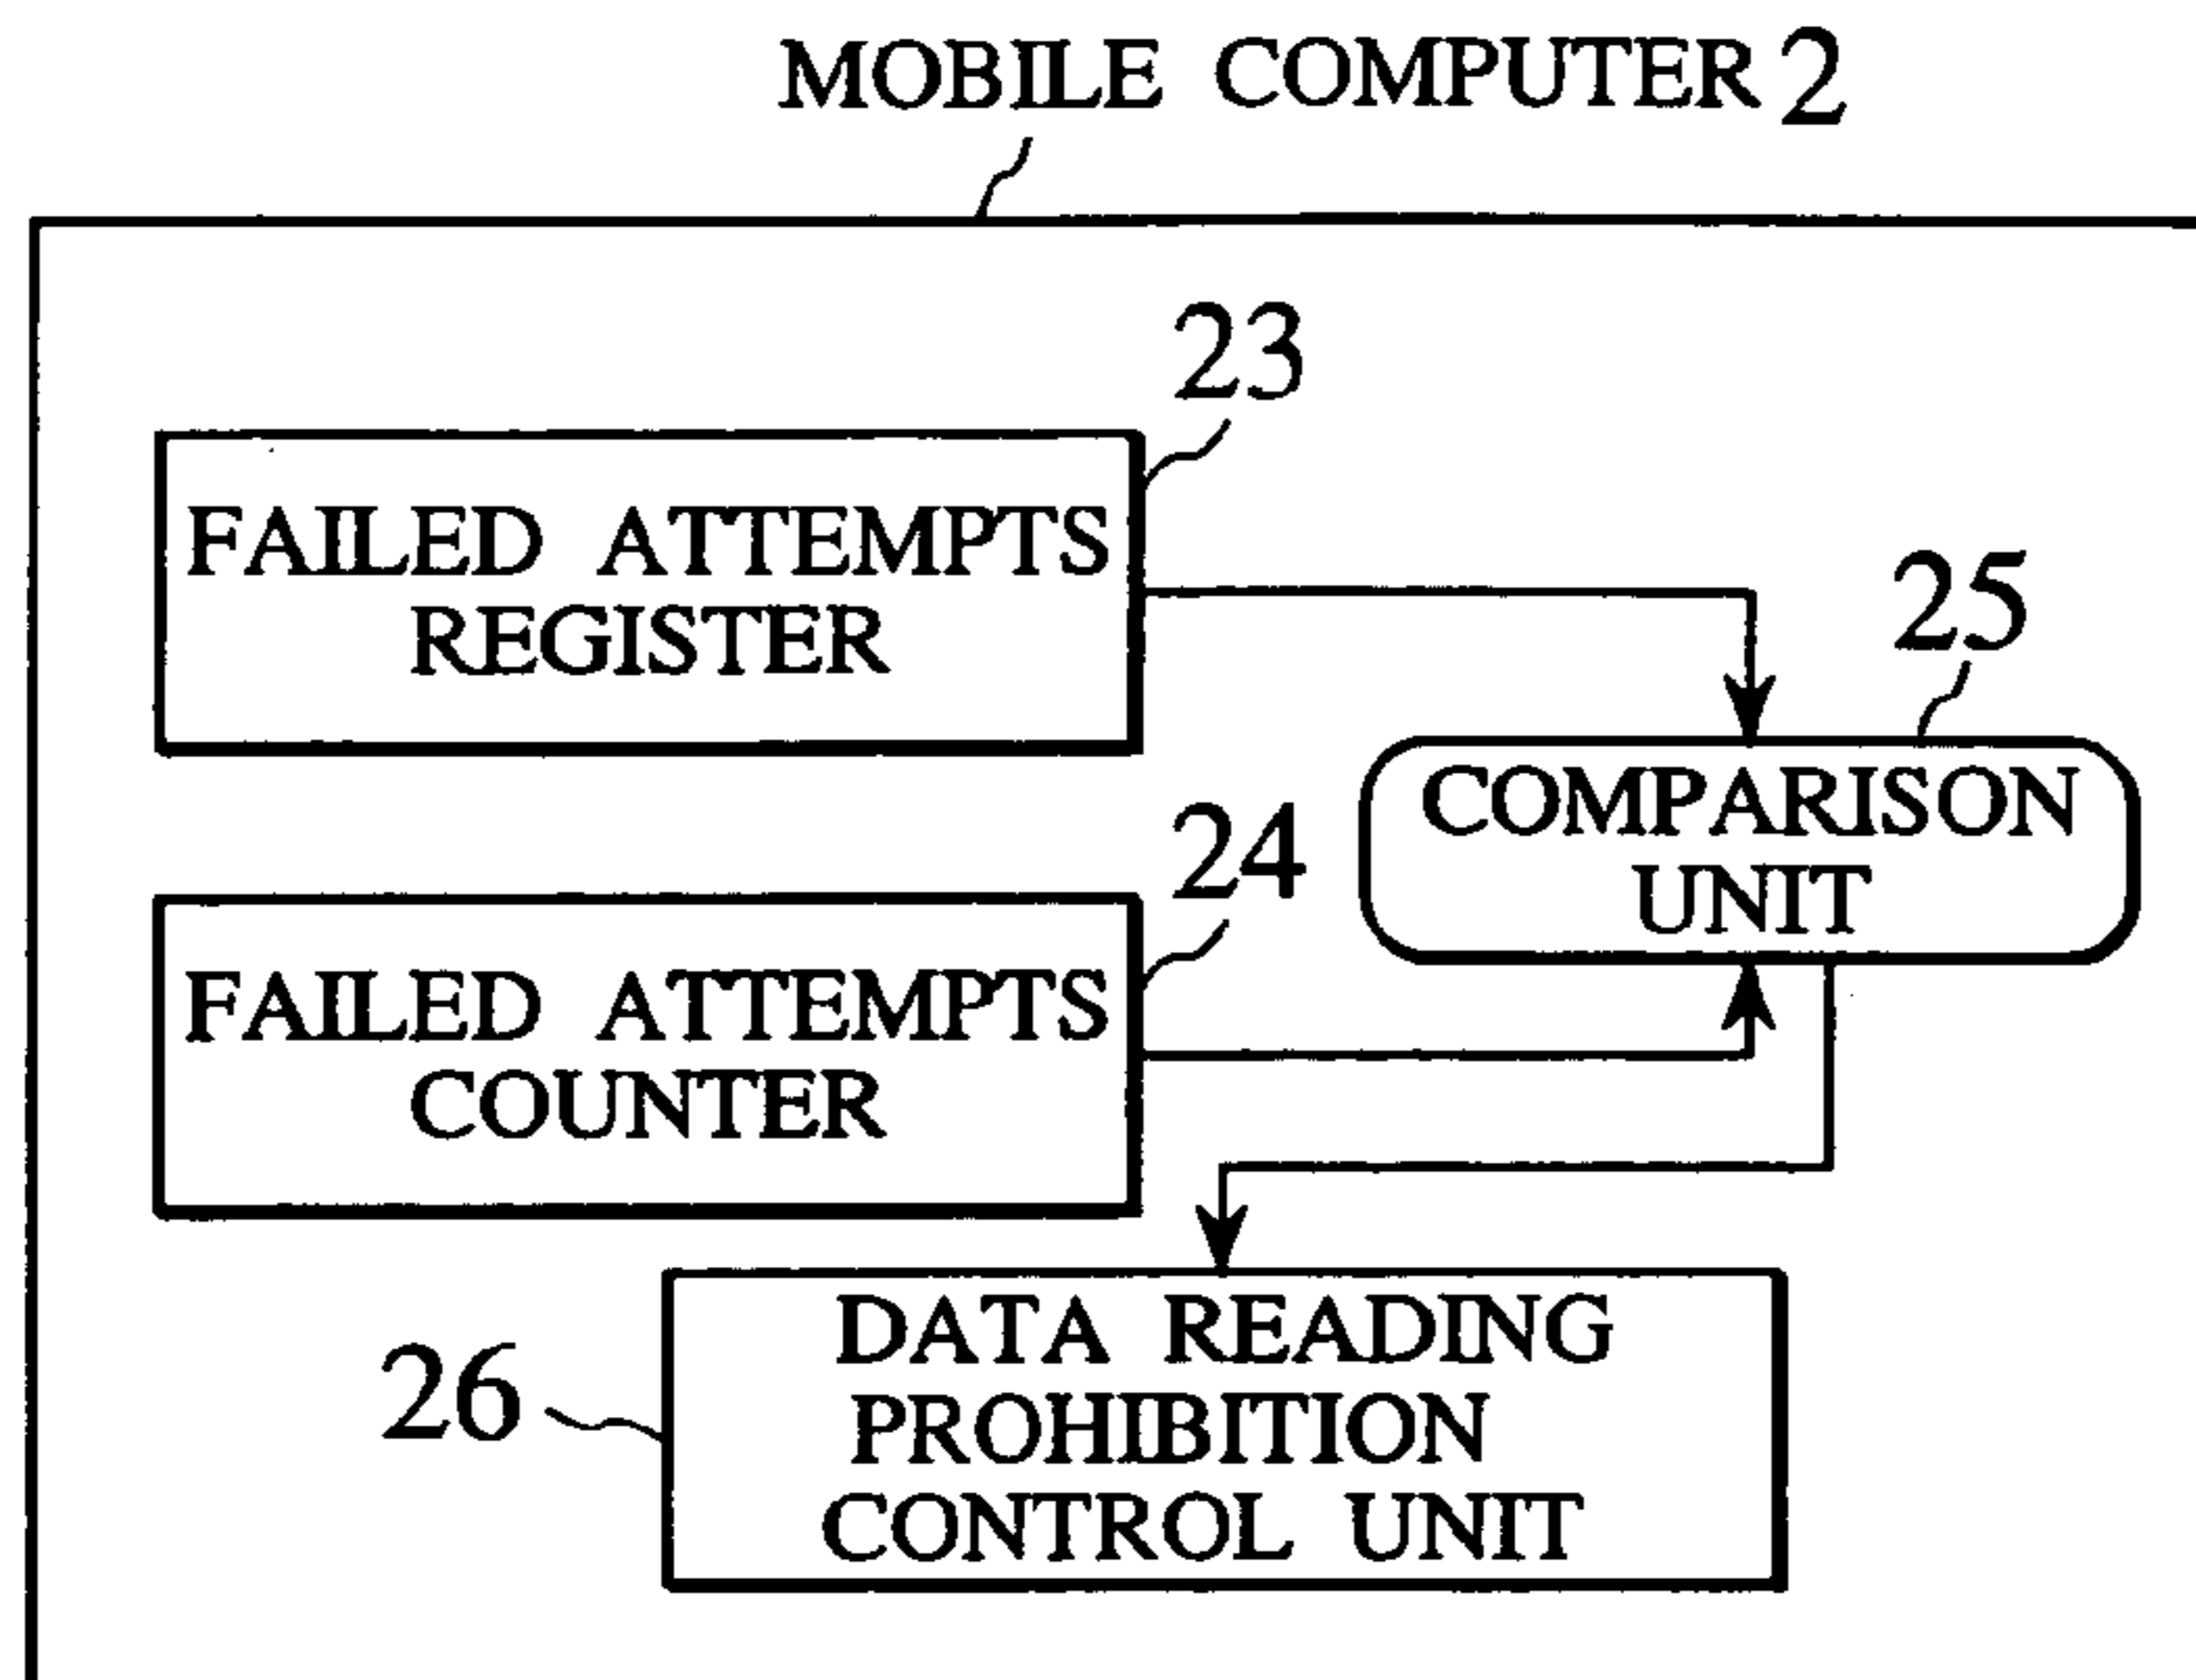 MOBILE COMPUTER 2
23
FAILED ATTEMPTS
REGISTER
25
COMPARISON
UNIT
24
FAILED ATTEMPTS
COUNTER
26
DATA READING
PROHIBITION
CONTROL UNIT